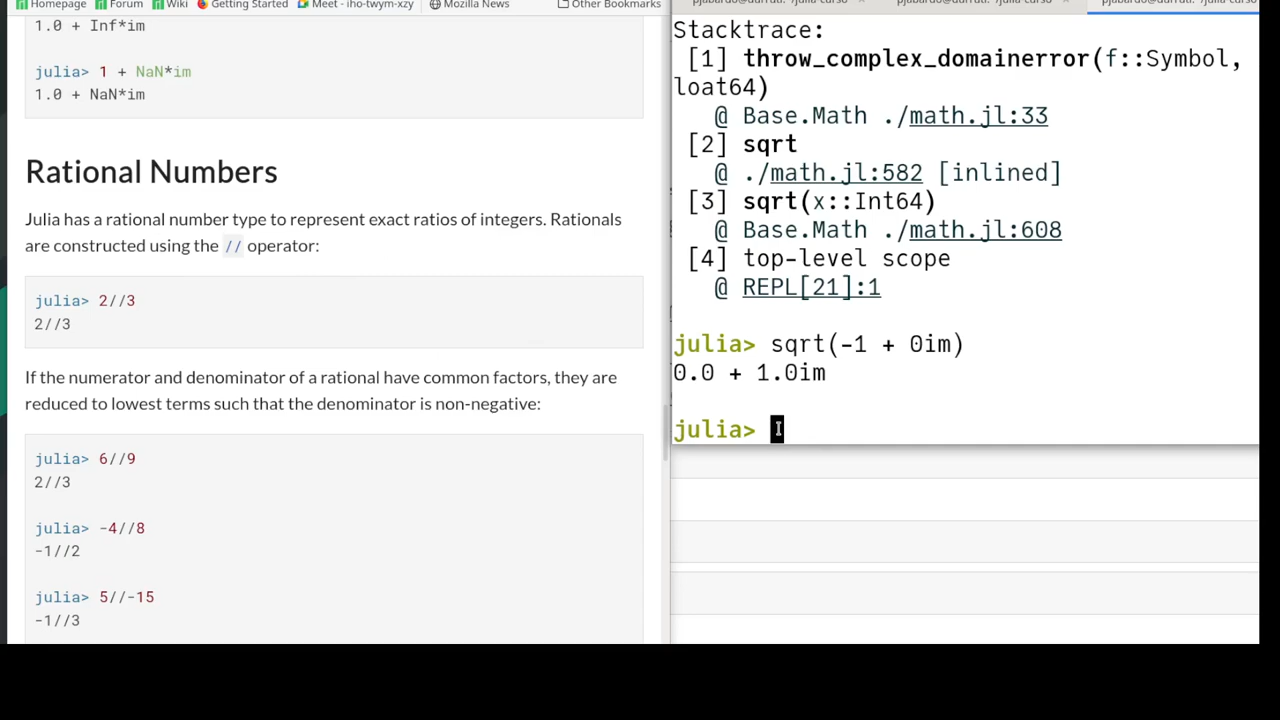 Homepage Forum Wiki Getting Started Meet - iho-twym-xzy Mozilla News Other Bookmarks
1.0 + Inf*im
julia> 1 + NaN*im
1.0 + NaN*im
Rational Numbers
Julia has a rational number type to represent exact ratios of integers. Rationals
are constructed using the // operator:
julia> 2//3
2//3
If the numerator and denominator of a rational have common factors, they are
reduced to lowest terms such that the denominator is non-negative:
julia> 6//9
2//3
julia> -4//8
-1//2
julia> 5//-15
-1//3
Stacktrace:
[1] throw_complex_domainerror(f::Symbol,
loat64)
@ Base.Math ./math.jl:33
[2] sqrt
@ ./math.jl:582 [inlined]
[3] sqrt(x::Int64)
@ Base.Math ./math.jl:608
[4] top-level scope
@ REPL[21]:1
julia> sqrt(-1 + 0im)
0.0 + 1.0im
julia>